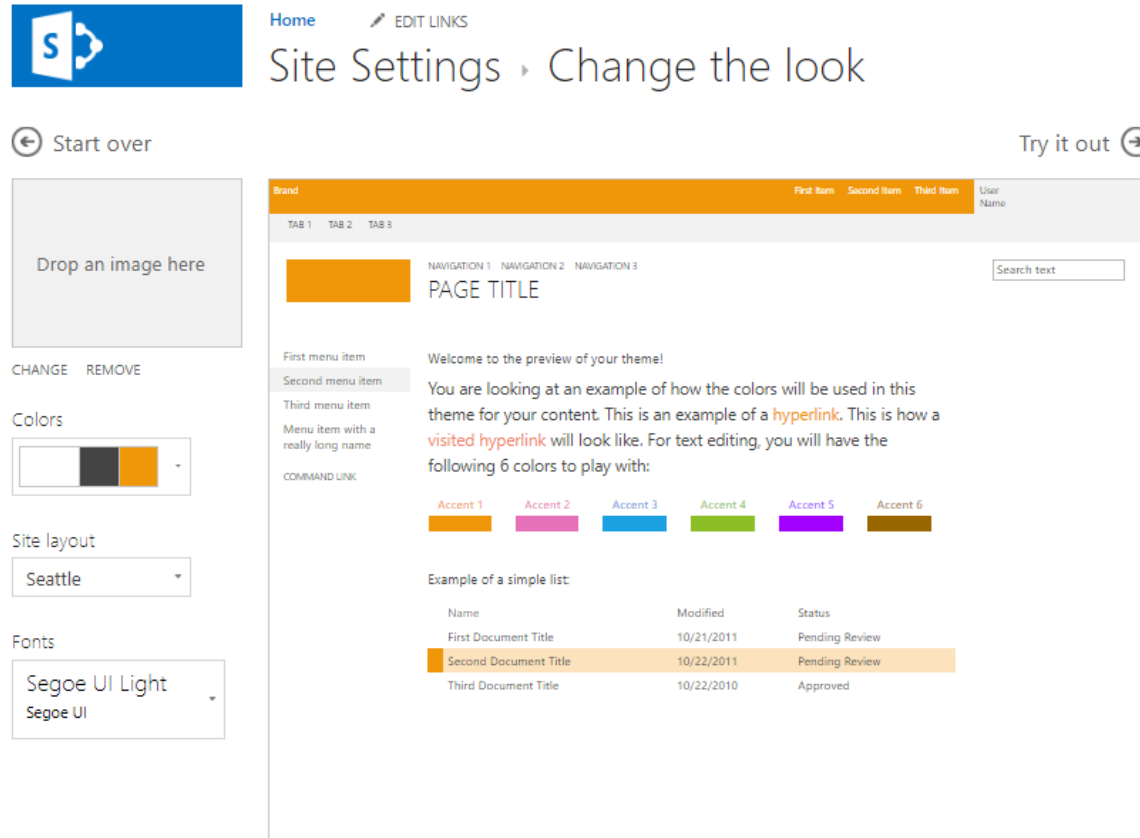 S
Home EDIT LINKS
Site Settings Change the look
Start over
Try it out
Drop an image here
CHANGE REMOVE
Colors
Site layout
Seattle
Fonts
Segoe UI Light
Segoe UI
Brand First Item Second Item Third Item User
Name
TAB 1 TAB 2 TAB 3
NAVIGATION 1 NAVIGATION 2 NAVIGATION 3
PAGE TITLE
Search text
First menu item
Second menu item
Third menu item
Menu item with a
really long name
COMMAND LINK
Welcome to the preview of your theme!
You are looking at an example of how the colors will be used in this
theme for your content. This is an example of a hyperlink. This is how a
visited hyperlink will look like. For text editing, you will have the
following 6 colors to play with:
Accent 1 Accent 2 Accent 3 Accent 4 Accent 5 Accent 6
Example of a simple list:
Name Modified Status
First Document Title 10/21/2011 Pending Review
Second Document Title 10/22/2011 Pending Review
Third Document Title 10/22/2010 Approved